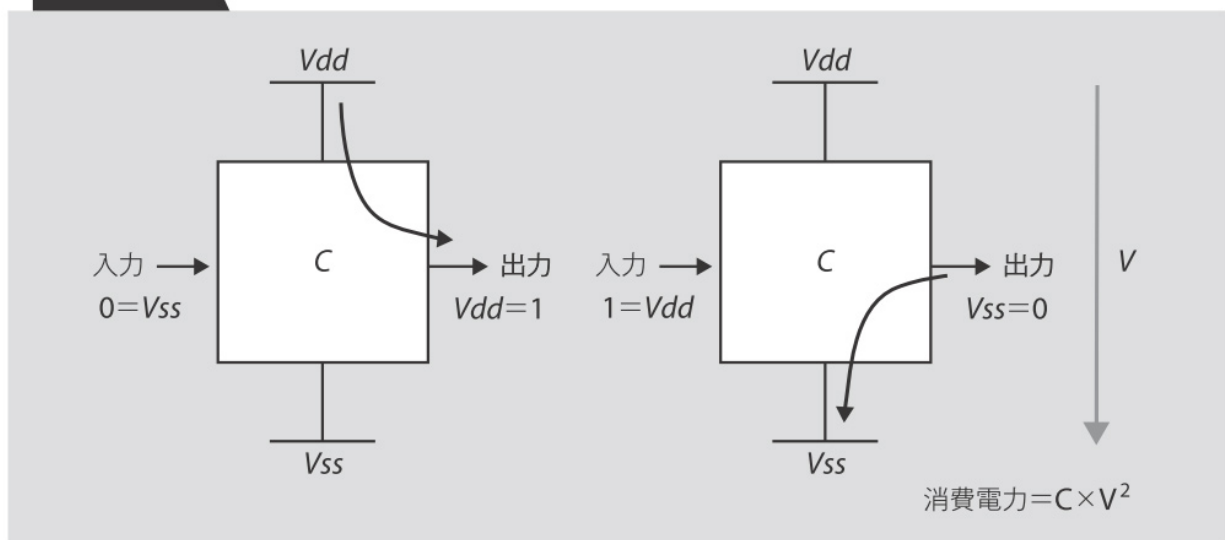 Vdd
C
入力
0=Vss
出力
Vdd=1
Vss
Vdd
C
入力
1=Vdd
出力
Vss=0
Vss
V
消費電力=C×V²